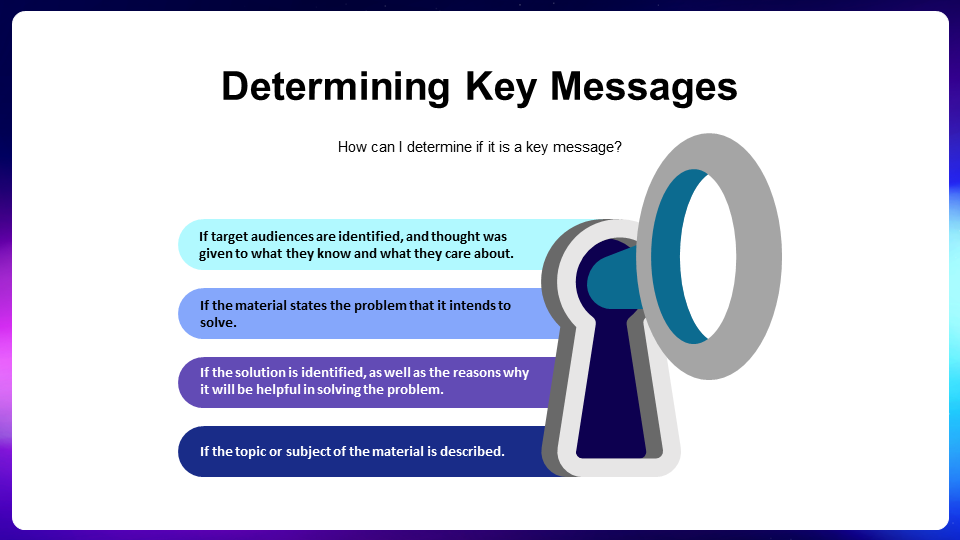 Determining Key Messages
How can I determine if it is a key message?
If target audiences are identified, and thought was
given to what they know and what they care about.
If the material states the problem that it intends to
solve.
If the solution is identified, as well as the reasons why
it will be helpful in solving the problem.
If the topic or subject of the material is described.